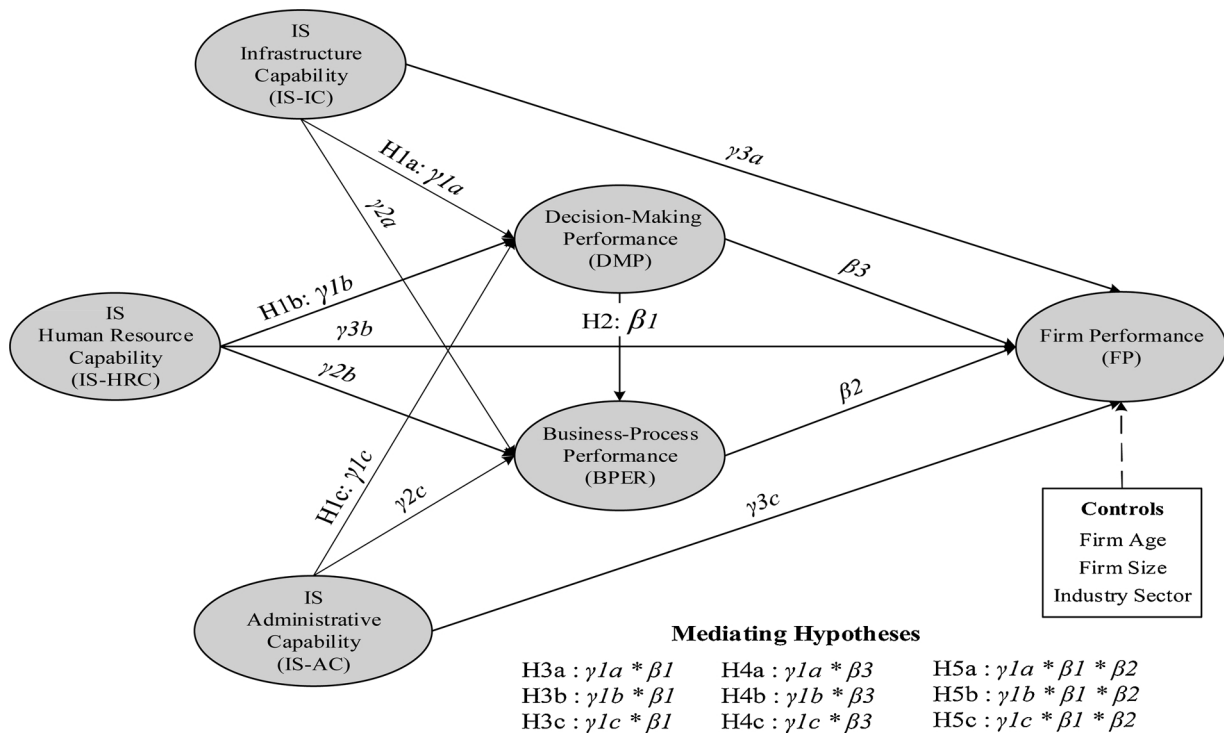 IS
Infrastructure
Capability
(IS-IC)
γ3a
H1a: γ1a
γ2a
Decision-Making
Performance
(DMP)
β3
H1b: γ1b
H2: β1
IS
Human Resource
Capability
(IS-HRC)
γ3b
Firm Performance
(FP)
γ2b
β2
Business-Process
Performance
(BPER)
H1c: γ1c
γ2c
γ3c
Controls
Firm Age
Firm Size
Industry Sector
IS
Administrative
Capability
(IS-AC)
Mediating Hypotheses
H3a : γ1a * β1 H4a : γ1a * β3 H5a : γ1a * β1 * β2
H3b : γ1b * β1 H4b : γ1b * β3 H5b : γ1b * β1 * β2
H3c : γ1c * β1 H4c : γ1c * β3 H5c : γ1c * β1 * β2